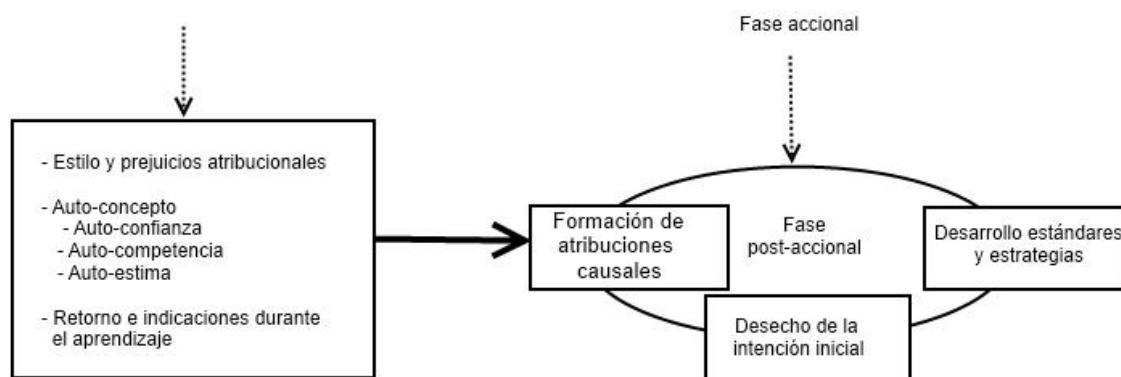 Fase accional
- Estilo y prejuicios atribucionales
- Auto-concepto
- Auto-confianza
- Auto-competencia
- Auto-estima
- Retorno e indicaciones durante
el aprendizaje
Formación de
atribuciones
causales
Fase
post-accional
Desarrollo estándares
y estrategias
Desecho de la
intención inicial